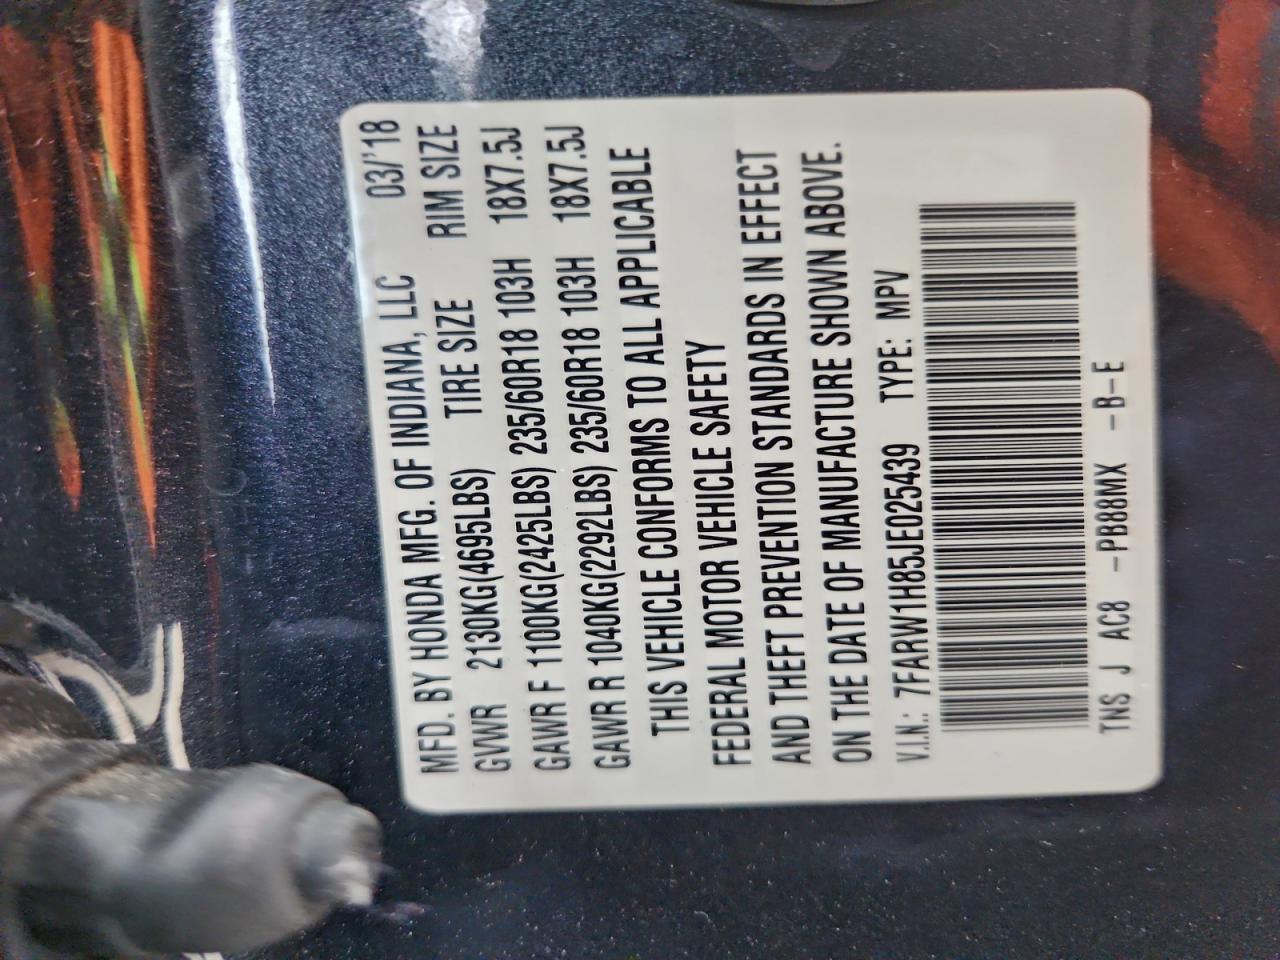 MFD. BY HONDA MFG. OF INDIANA, LLC 03/'18
GVWR 2130KG(4695LBS) TIRE SIZE RIM SIZE
GAWR F 1100KG(2425LBS) 235/60R18 103H 18X7.5J
GAWR R 1040KG(2292LBS) 235/60R18 103H 18X7.5J
THIS VEHICLE CONFORMS TO ALL APPLICABLE
FEDERAL MOTOR VEHICLE SAFETY
AND THEFT PREVENTION STANDARDS IN EFFECT
ON THE DATE OF MANUFACTURE SHOWN ABOVE.
V.I.N.: 7FARW1H85JE025439 TYPE: MPV
TNS J AC8 -PB88MX -B-E